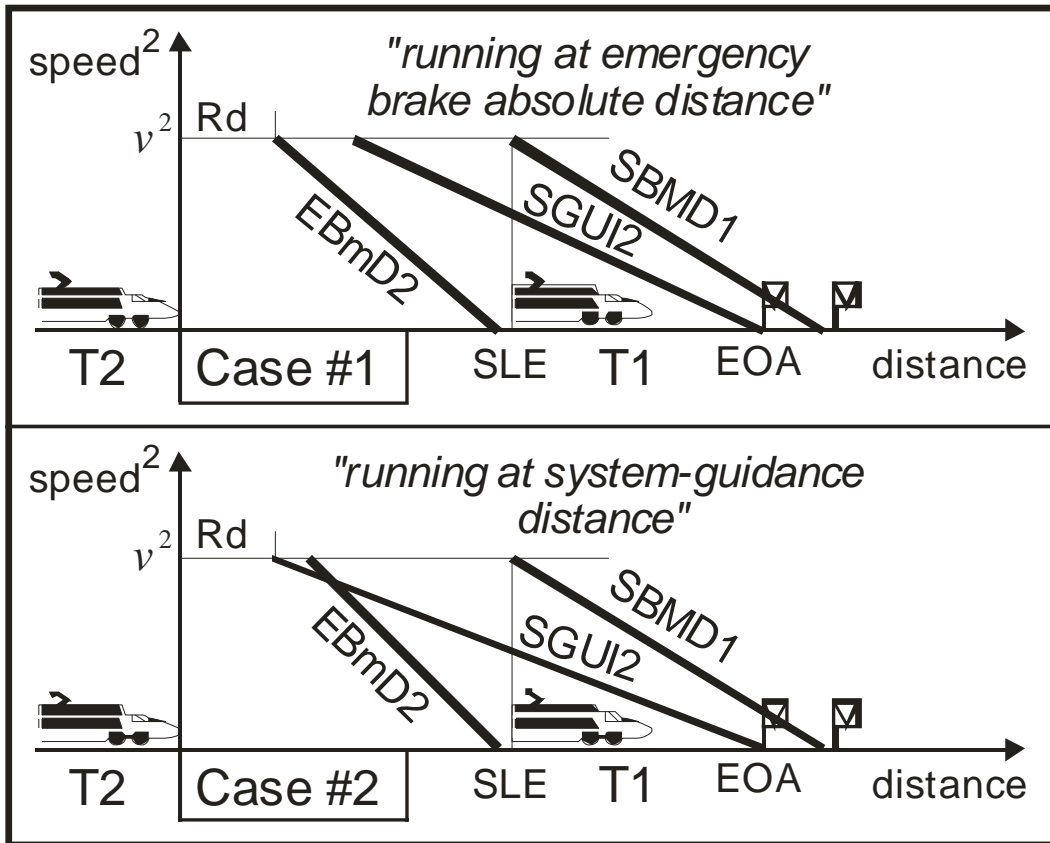 speed²
"running at emergency
brake absolute distance"
v²
Rd
EBmD2
SGUI2
SBMD1
T2
Case #1
SLE
T1
EOA
distance
speed²
"running at system-guidance
distance"
v²
Rd
EBmD2
SGUI2
SBMD1
T2
Case #2
SLE
T1
EOA
distance